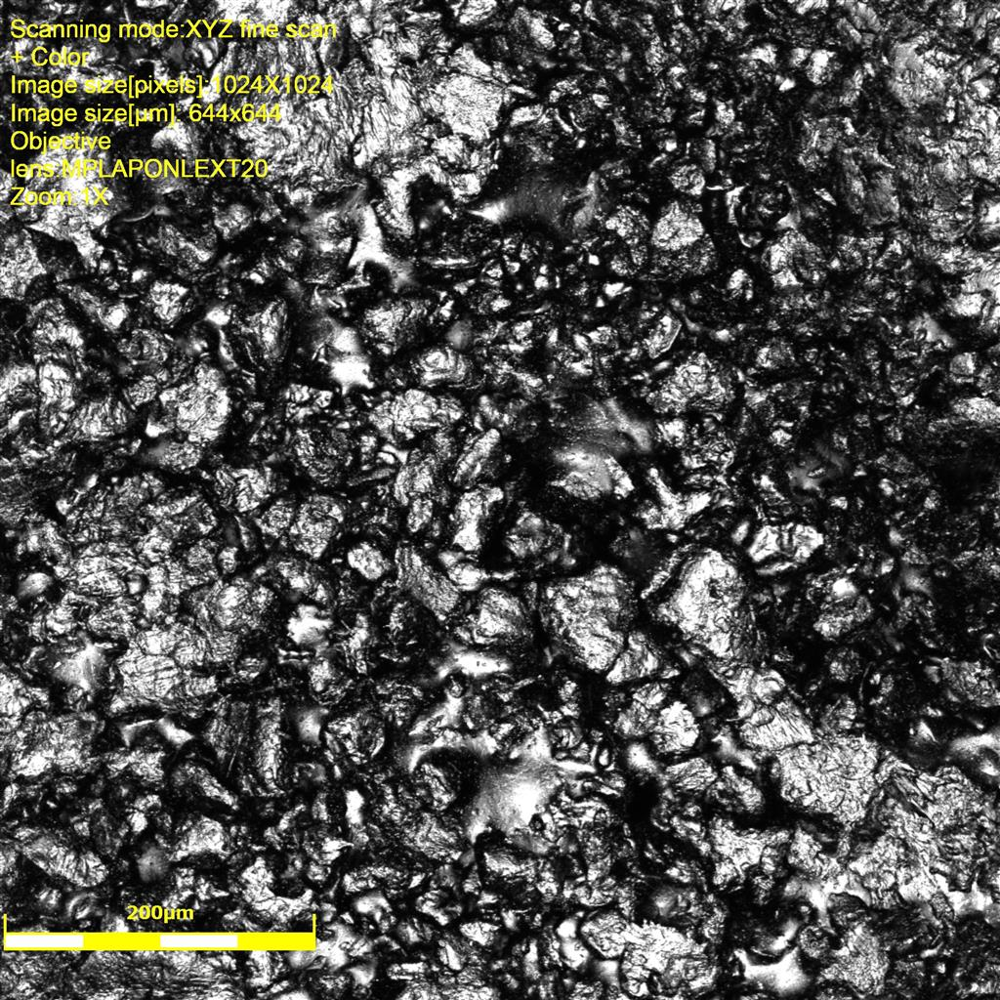 Scanning mode:XYZ fine scan
+ Color
Image size[pixels]:1024X1024
Image size[µm]: 644x644
Objective
lens:MPLAPONLEXT20
Zoom:1X
200µm